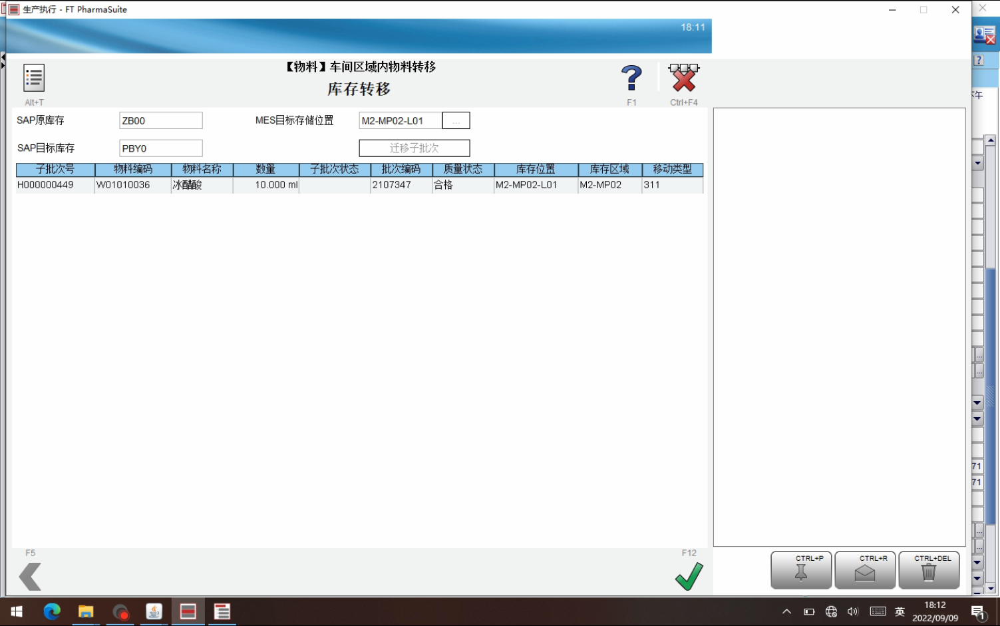 生产执行 - FT PharmaSuite
18:11
【物料】车间区域内物料转移
库存转移
Alt+T
F1
Ctrl+F4
SAP原库存
ZB00
MES目标存储位置
M2-MP02-L01
...
SAP目标库存
PBY0
迁移子批次
子批次号 物料编码 物料名称 数量 子批次状态 批次编码 质量状态 库存位置 库存区域 移动类型
H000000449 W01010036 冰醋酸 10.000 ml 2107347 合格 M2-MP02-L01 M2-MP02 311
71
71
F5
F12
CTRL+P
CTRL+R
CTRL+DEL
英
18:12
2022/09/09
1